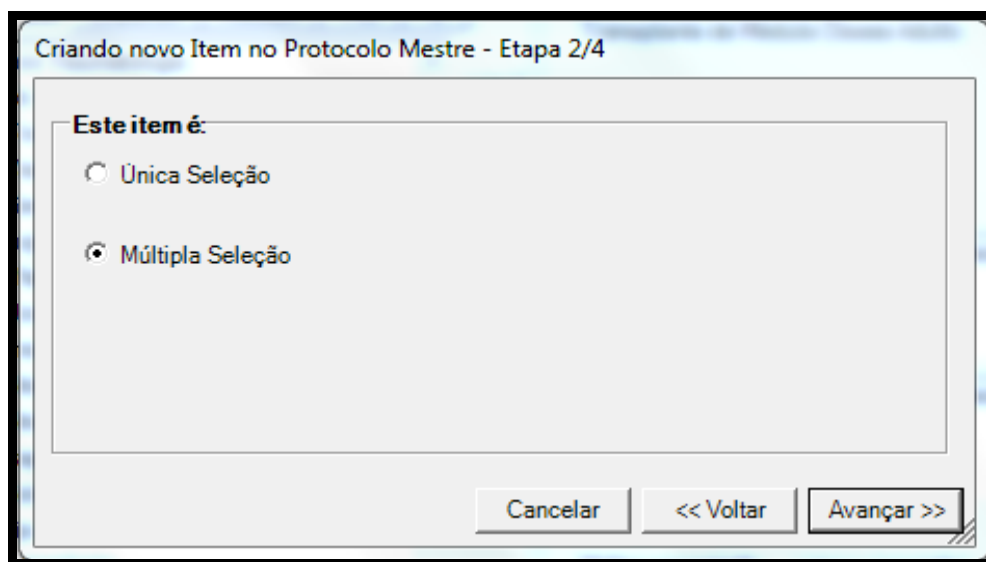 Criando novo Item no Protocolo Mestre - Etapa 2/4
Este item é:
Única Seleção
Múltipla Seleção
Cancelar
<< Voltar
Avançar >>